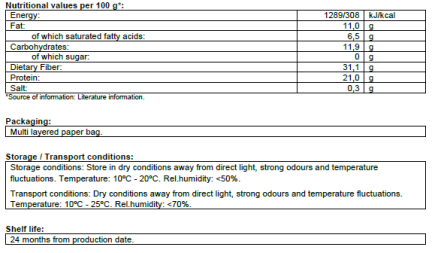 Nutritional values per 100 g*:
Energy: 1289/308 kJ/kcal
Fat: 11,0 g
of which saturated fatty acids: 6,5 g
Carbohydrates: 11,9 g
of which sugar: 0 g
Dietary Fiber: 31,1 g
Protein: 21,0 g
Salt: 0,3 g
*Source of information: Literature information.
Packaging:
Multi layered paper bag.
Storage / Transport conditions:
Storage conditions: Store in dry conditions away from direct light, strong odours and temperature
fluctuations. Temperature: 10ºC - 20ºC. Rel.humidity: <50%.
Transport conditions: Dry conditions away from direct light, strong odours and temperature fluctuations.
Temperature: 10ºC - 25ºC. Rel.humidity: <70%.
Shelf life:
24 months from production date.